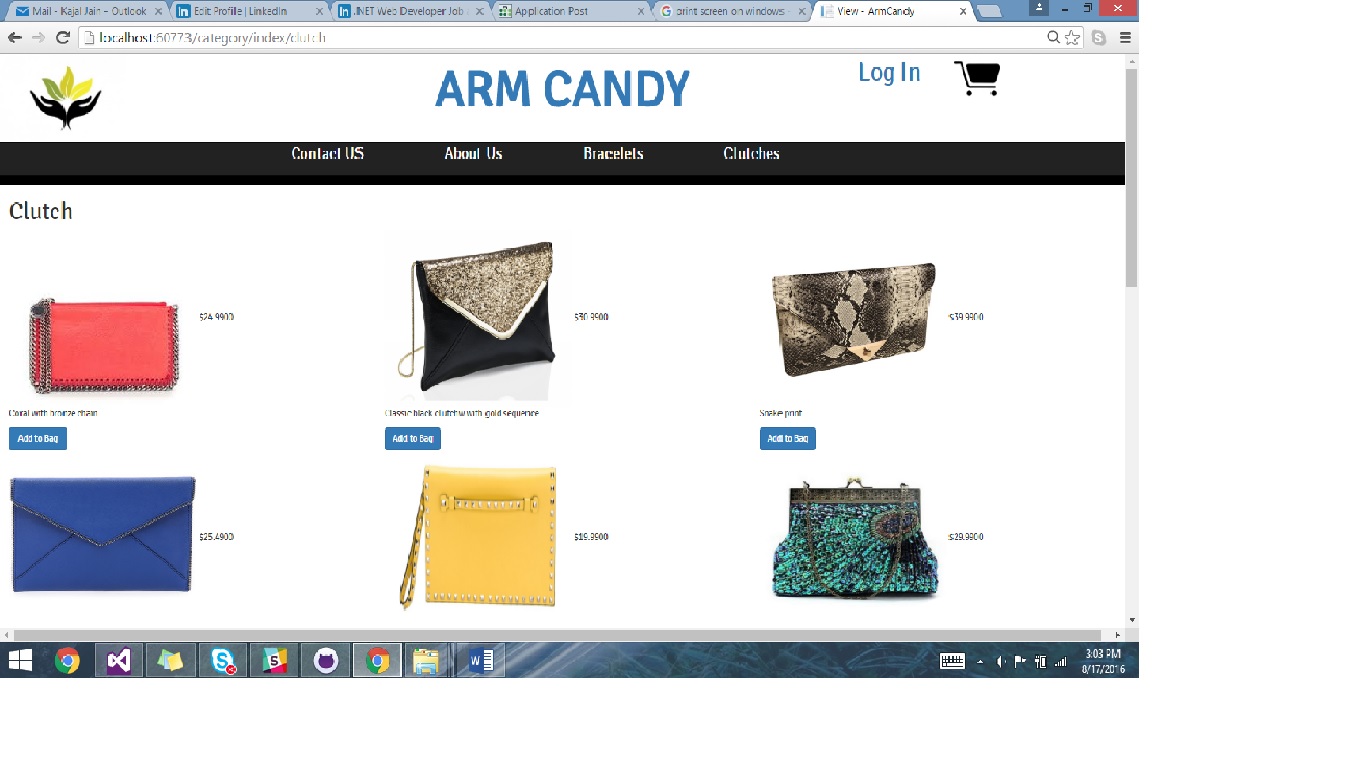 Mail - Kajal Jain - Outlook
Edit Profile | LinkedIn
.NET Web Developer Job
Application Post
print screen on windows -
View - ArmCandy
localhost:60773/category/index/clutch
ARM CANDY
Log In
Contact US
About Us
Bracelets
Clutches
Clutch
$24.9900
$30.9900
$39.9900
Coral with bronze chain
Classic black clutchw with gold sequence
Snake print
Add to Bag
Add to Bag
Add to Bag
$25.4900
$19.9900
$29.9900
3:03 PM
8/17/2016